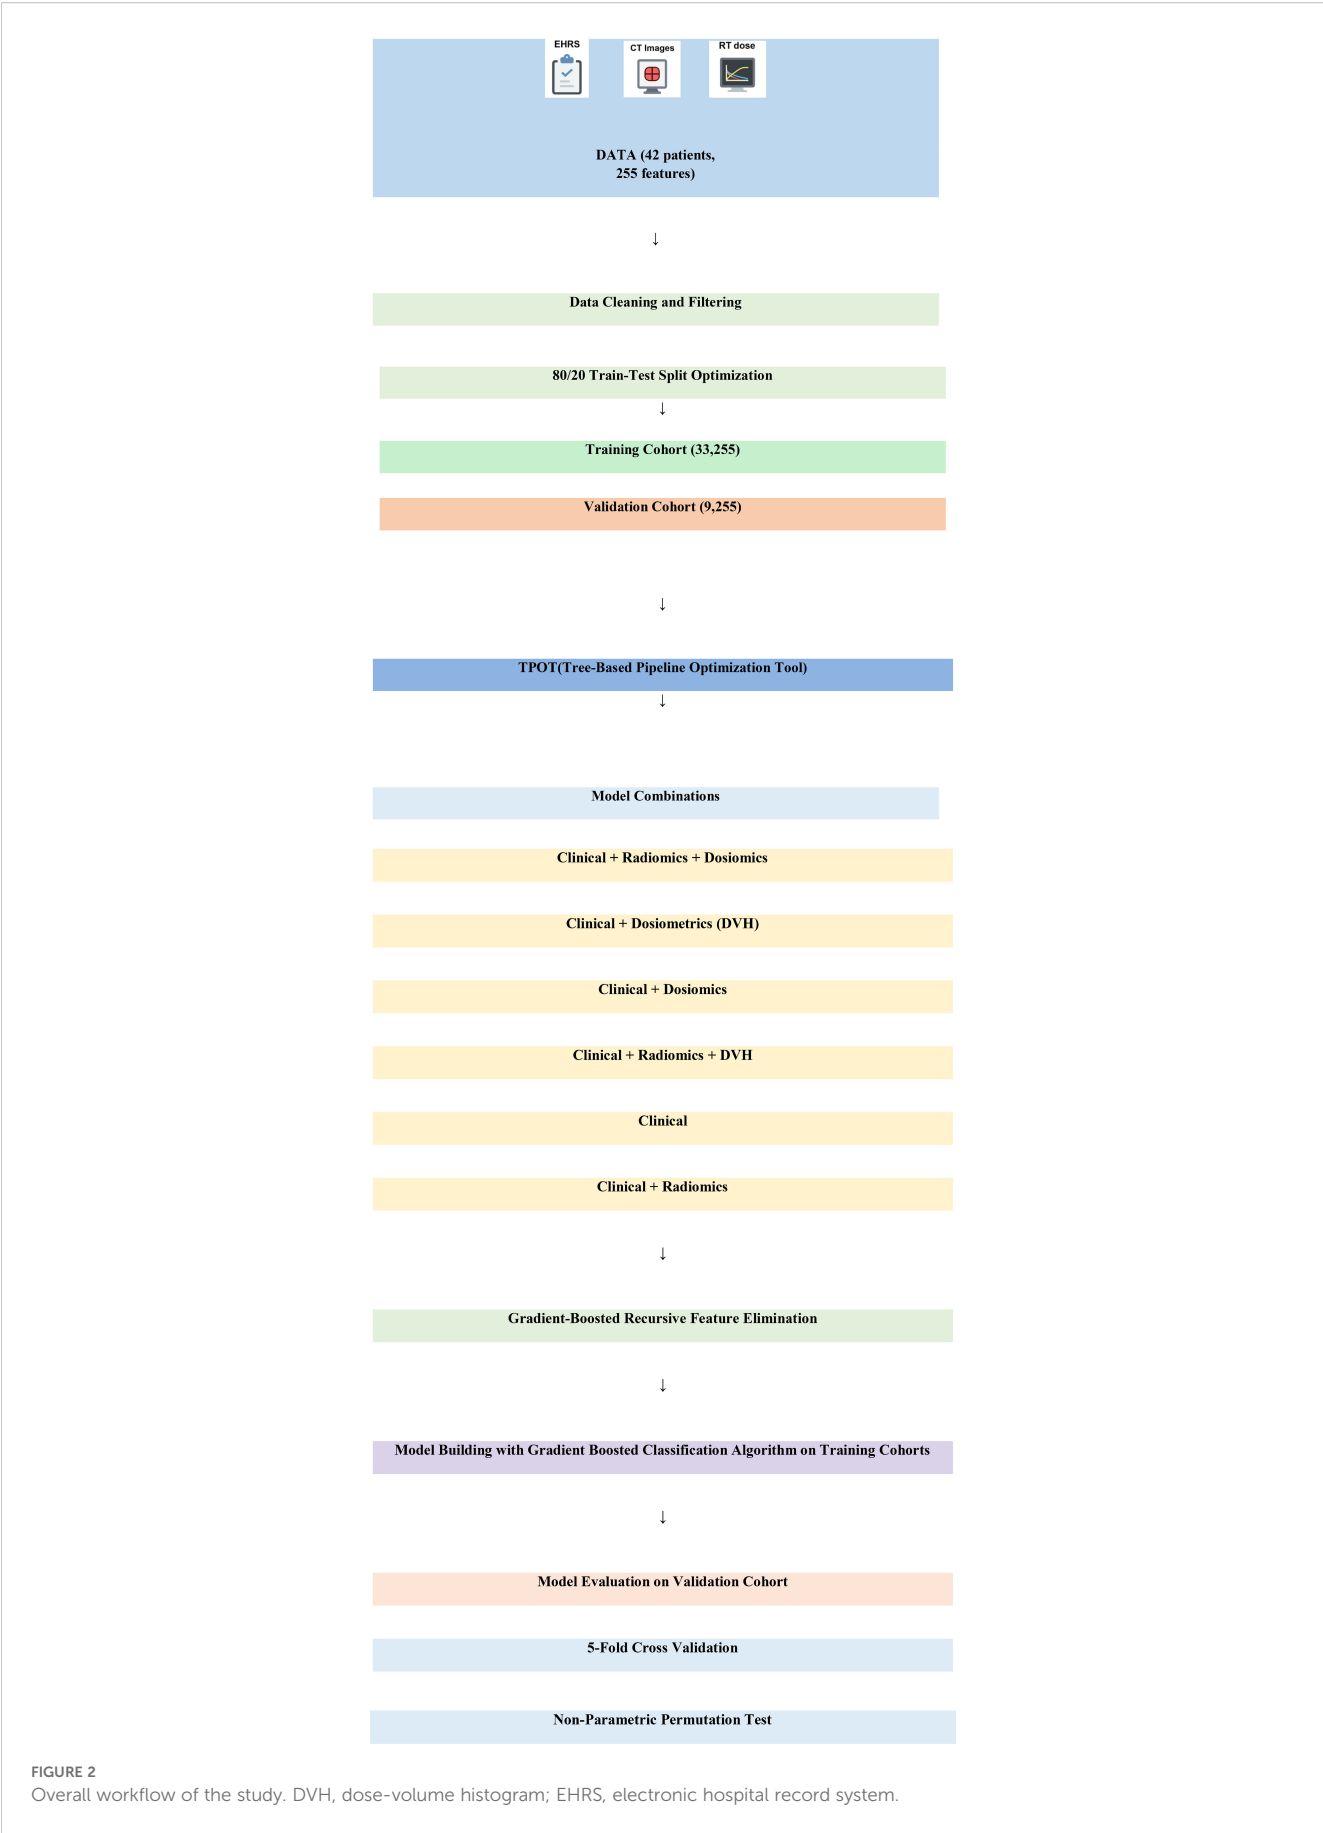 EHRS
CT Images
RT dose
DATA (42 patients,
255 features)
↓
Data Cleaning and Filtering
80/20 Train-Test Split Optimization
↓
Training Cohort (33,255)
Validation Cohort (9,255)
↓
TPOT(Tree-Based Pipeline Optimization Tool)
↓
Model Combinations
Clinical + Radiomics + Dosiomics
Clinical + Dosiometrics (DVH)
Clinical + Dosiomics
Clinical + Radiomics + DVH
Clinical
Clinical + Radiomics
↓
Gradient-Boosted Recursive Feature Elimination
↓
Model Building with Gradient Boosted Classification Algorithm on Training Cohorts
↓
Model Evaluation on Validation Cohort
5-Fold Cross Validation
Non-Parametric Permutation Test
FIGURE 2
Overall workflow of the study. DVH, dose-volume histogram; EHRS, electronic hospital record system.